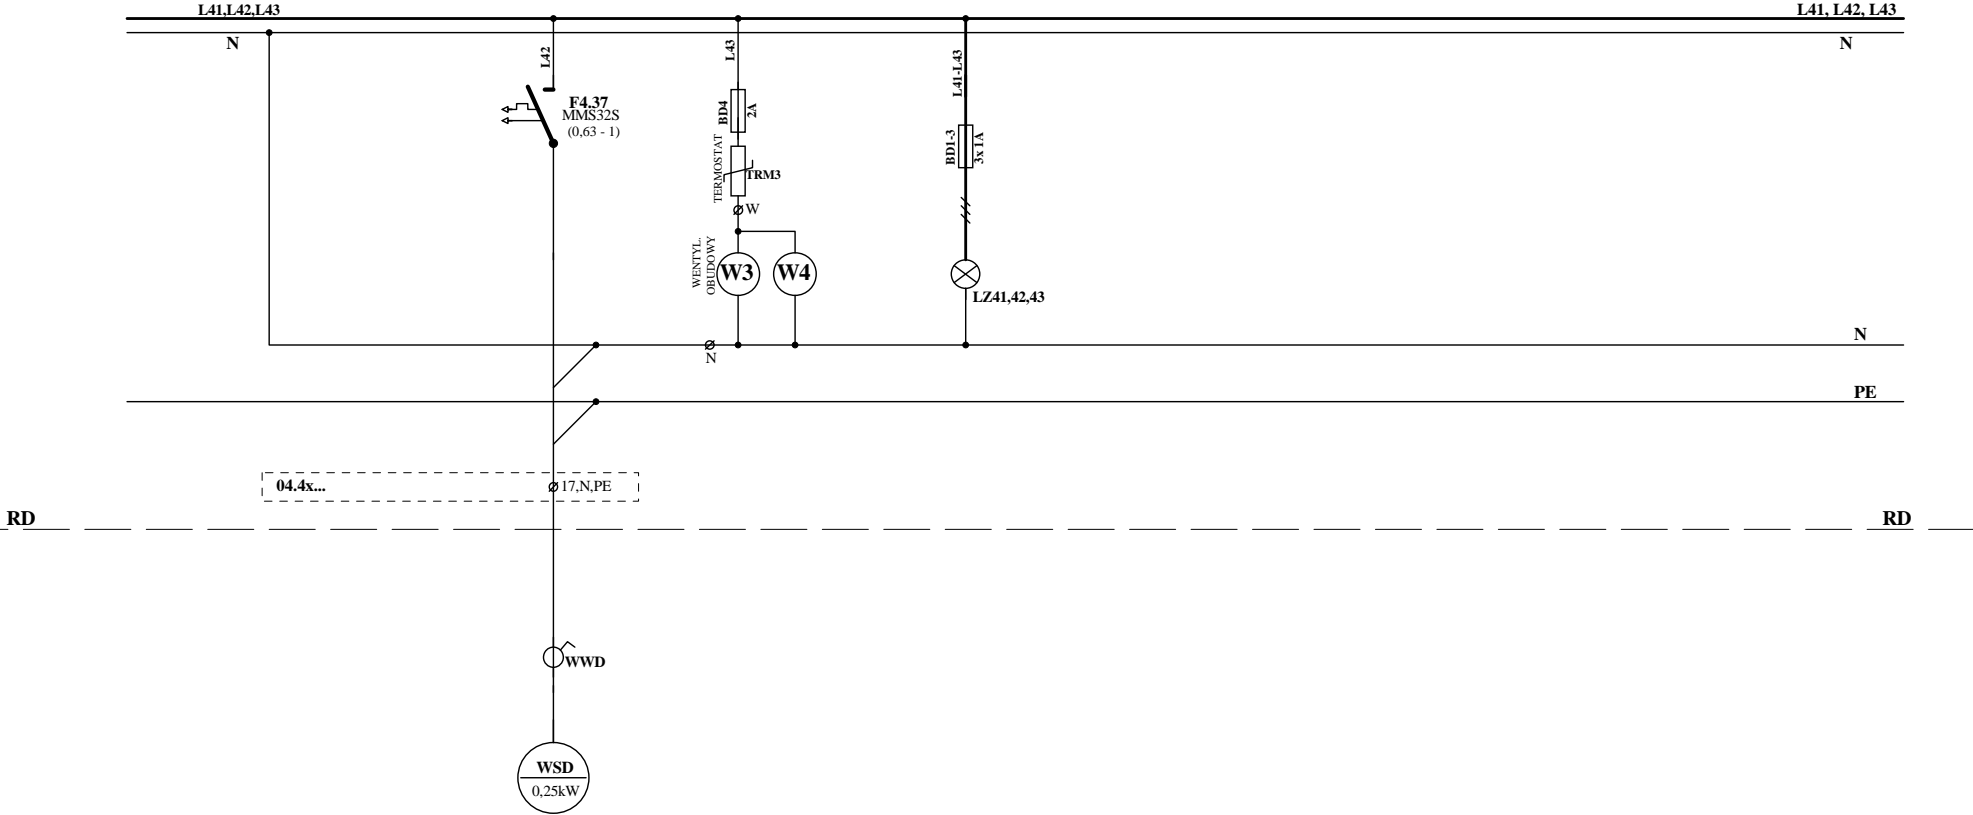 L41,L42,L43
L41, L42, L43
N
N
L42
L43
L41-L43
F4.37
MMS32S
(0,63 - 1)
BD4
2A
BD1-3
3x 1A
TERMOSTAT
TRM3
W
WENTYL.
OBUDOWY
W3
W4
LZ41,42,43
N
N
PE
04.4x...
17,N,PE
RD
RD
WWD
WSD
0,25kW